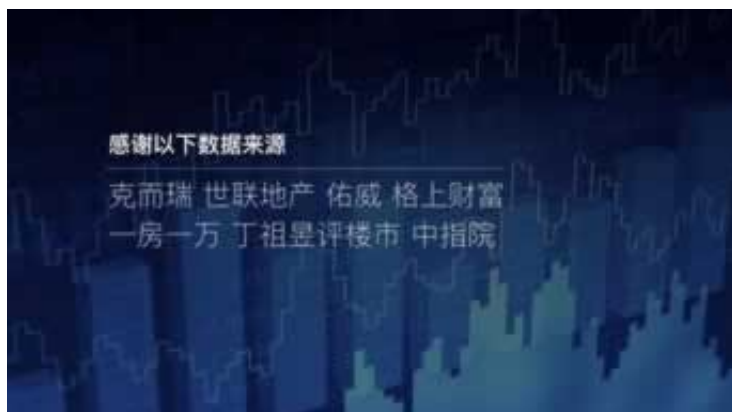 感谢以下数据来源
克而瑞 世联地产 佑威 格上财富
一房一万 丁祖昱评楼市 中指院